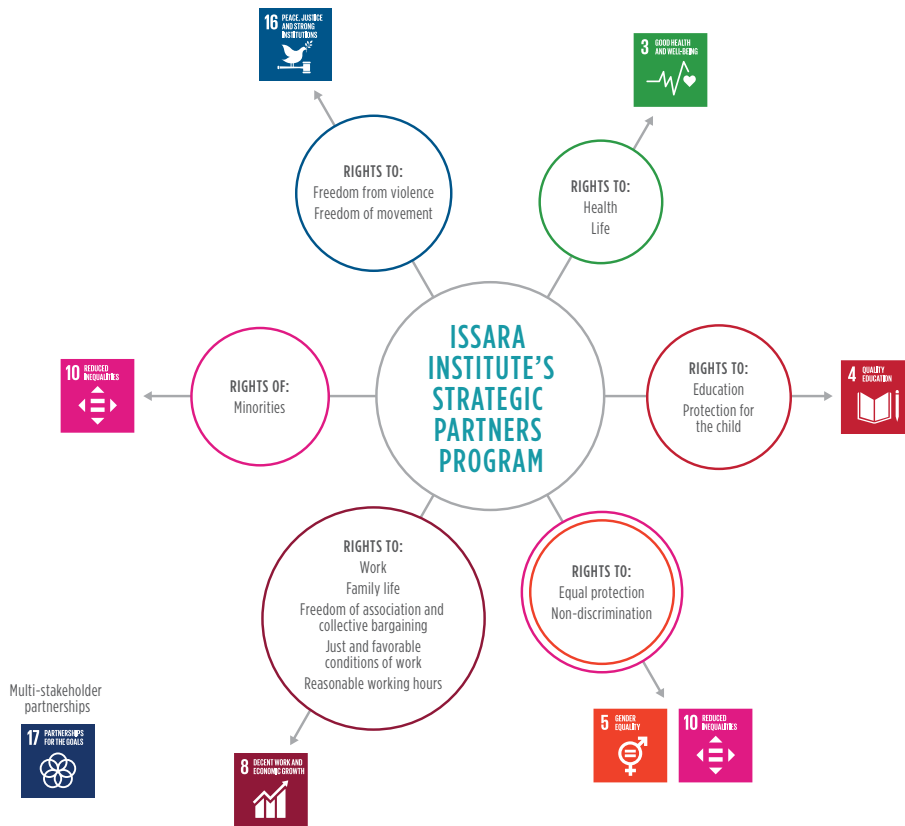 16 PEACE, JUSTICE
AND STRONG
INSTITUTIONS
3 GOOD HEALTH
AND WELL-BEING
RIGHTS TO:
Freedom from violence
Freedom of movement
RIGHTS TO:
Health
Life
ISSARA
INSTITUTE'S
STRATEGIC
PARTNERS
PROGRAM
10 REDUCED
INEQUALITIES
RIGHTS OF:
Minorities
RIGHTS TO:
Education
Protection for
the child
4 QUALITY
EDUCATION
RIGHTS TO:
Work
Family life
Freedom of association and
collective bargaining
Just and favorable
conditions of work
Reasonable working hours
RIGHTS TO:
Equal protection
Non-discrimination
Multi-stakeholder
partnerships
17 PARTNERSHIPS
FOR THE GOALS
8 DECENT WORK AND
ECONOMIC GROWTH
5 GENDER
EQUALITY
10 REDUCED
INEQUALITIES